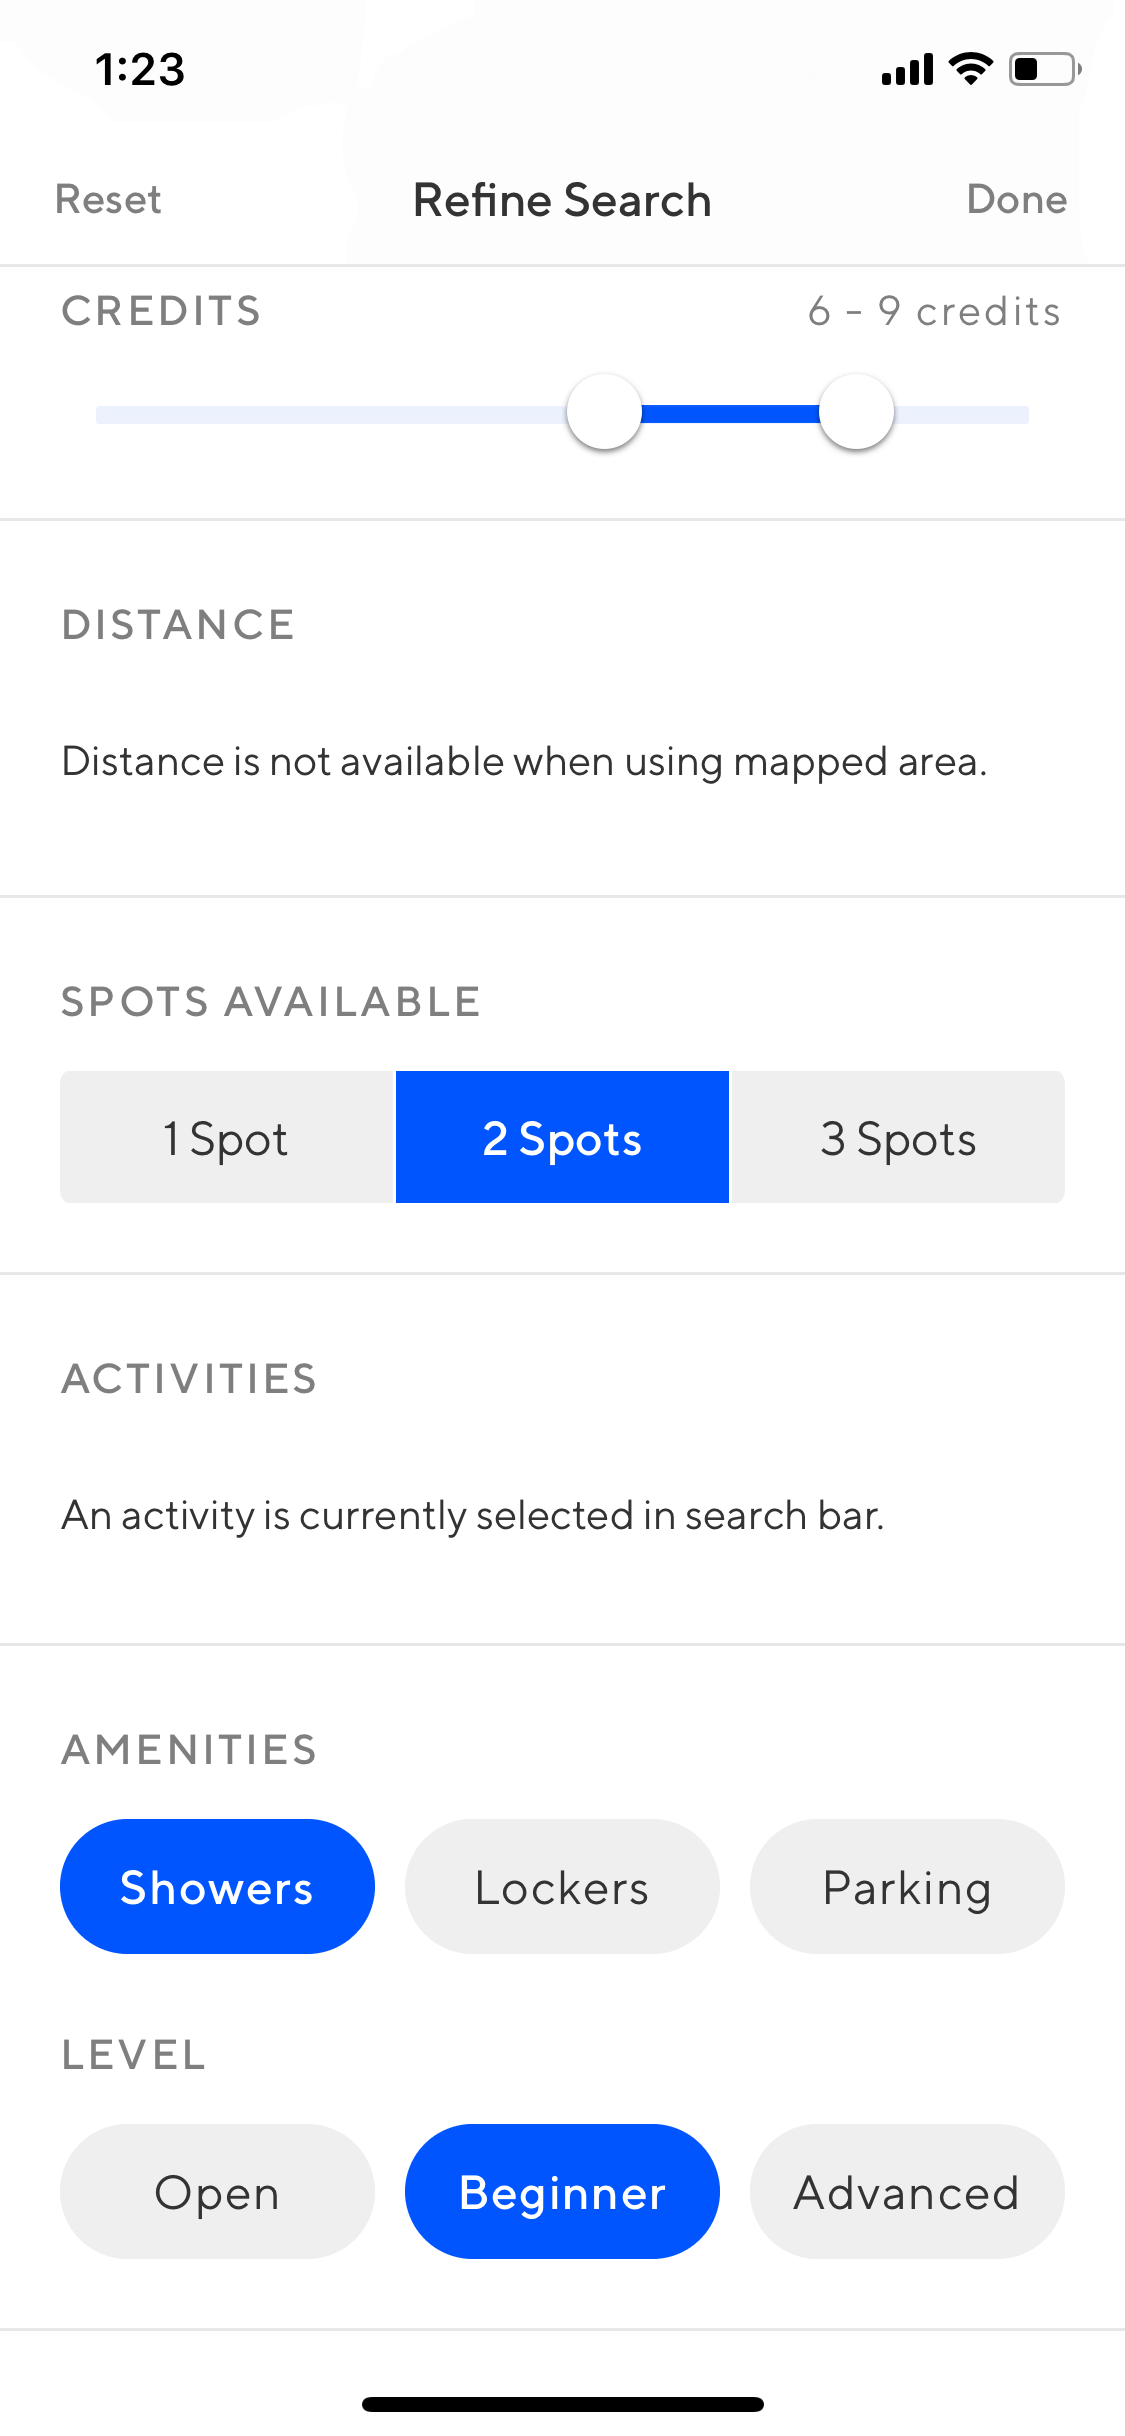 1:23
Reset Refine Search Done
CREDITS 6 - 9 credits
DISTANCE
Distance is not available when using mapped area.
SPOTS AVAILABLE
1 Spot 2 Spots 3 Spots
ACTIVITIES
An activity is currently selected in search bar.
AMENITIES
Showers Lockers Parking
LEVEL
Open Beginner Advanced